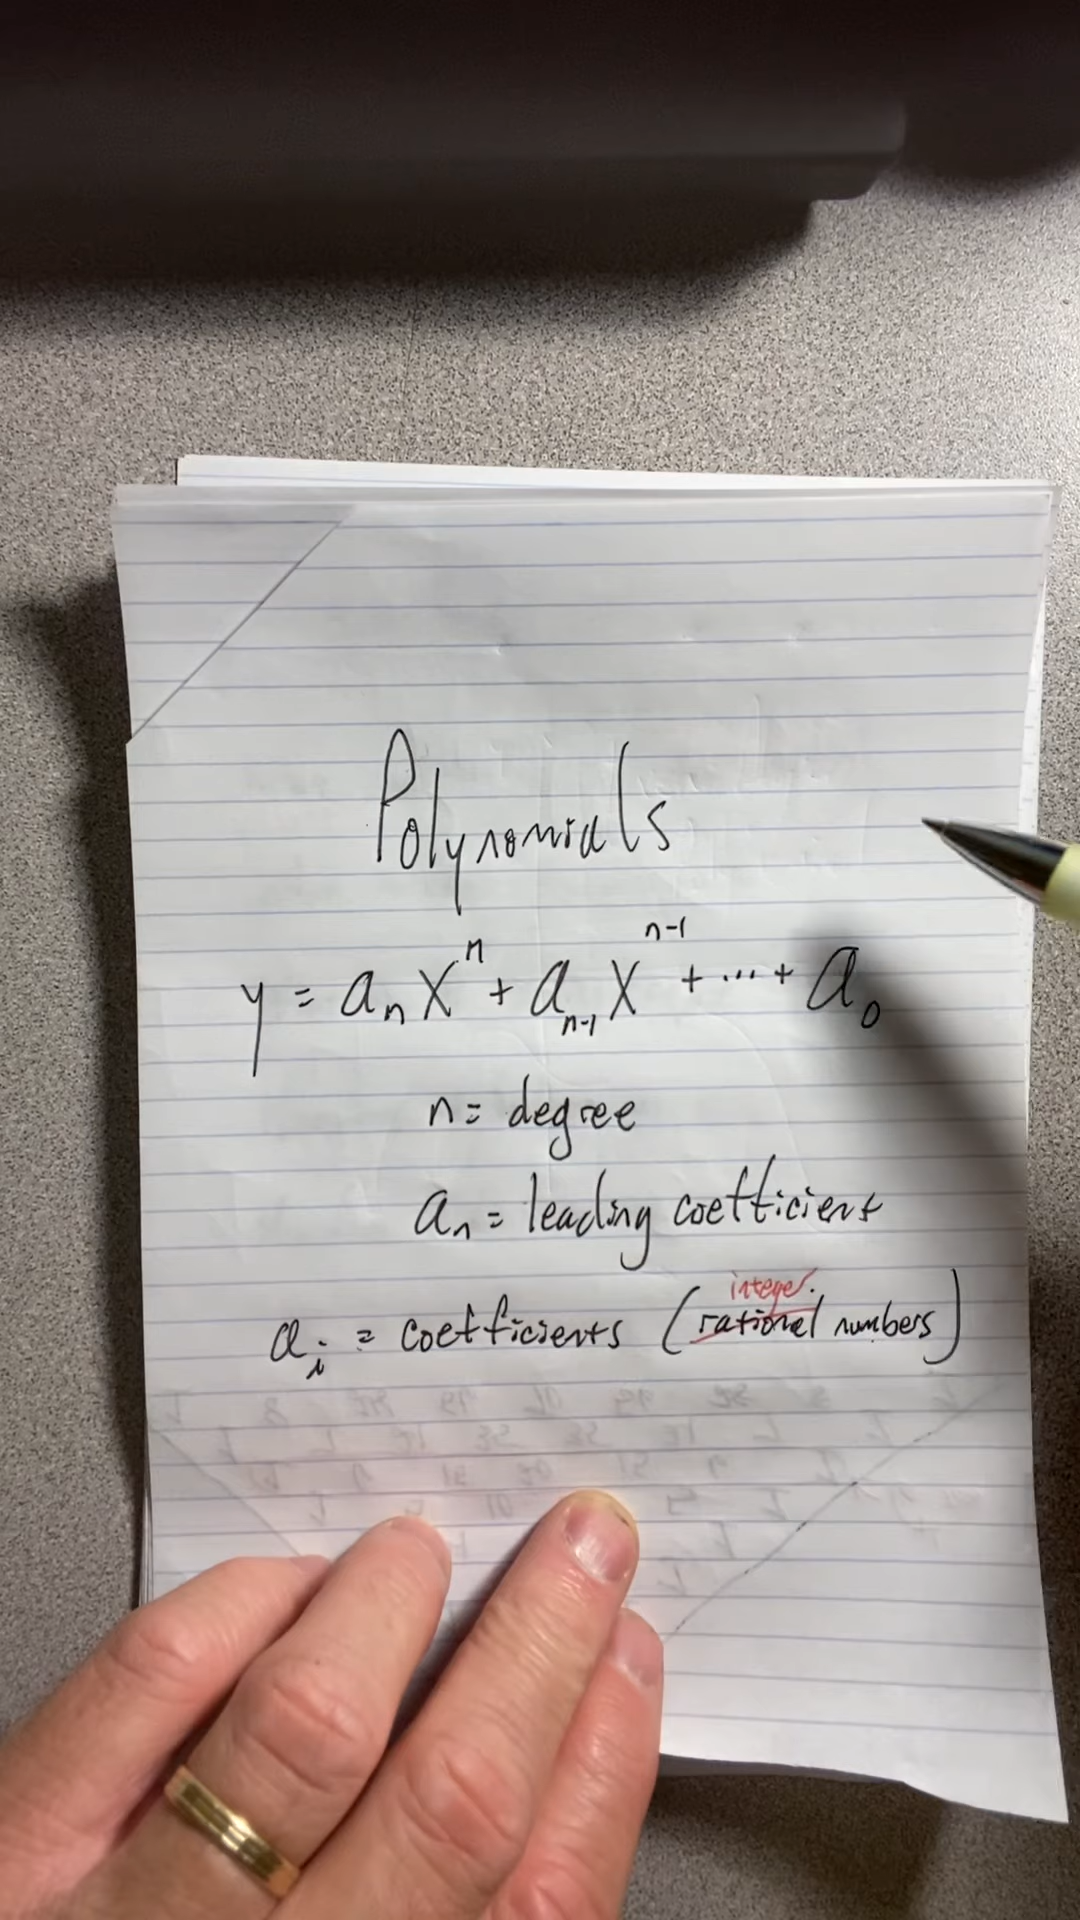 Polynomials
y = aₙxⁿ + aₙ₋₁xⁿ⁻¹ + ... + a₀
n = degree
aₙ = leading coefficient
integer.
aᵢ = coefficients (rational numbers)